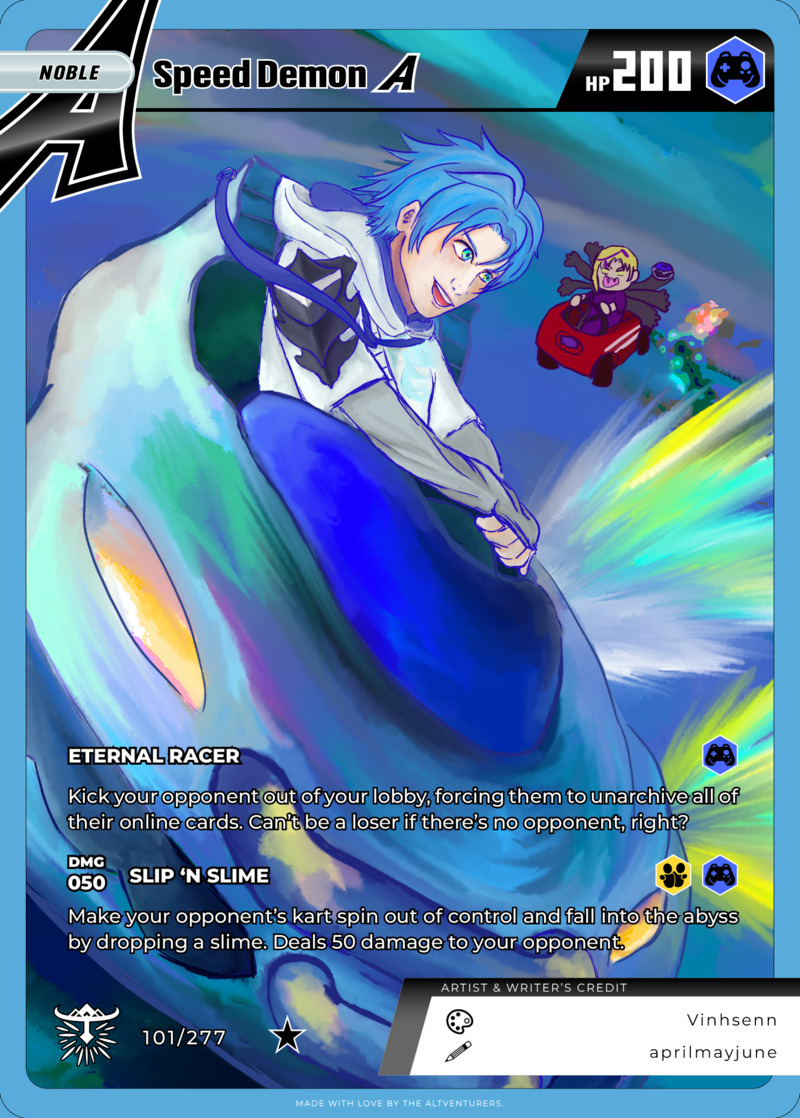 NOBLE
Speed Demon A
HP 200
A
ETERNAL RACER
Kick your opponent out of your lobby, forcing them to unarchive all of
their online cards. Can't be a loser if there's no opponent, right?
DMG
050
SLIP ‘N SLIME
Make your opponent's kart spin out of control and fall into the abyss
by dropping a slime. Deals 50 damage to your opponent.
101/277
ARTIST & WRITER'S CREDIT
Vinhsenn
aprilmayjune
MADE WITH LOVE BY THE ALTVENTURERS.